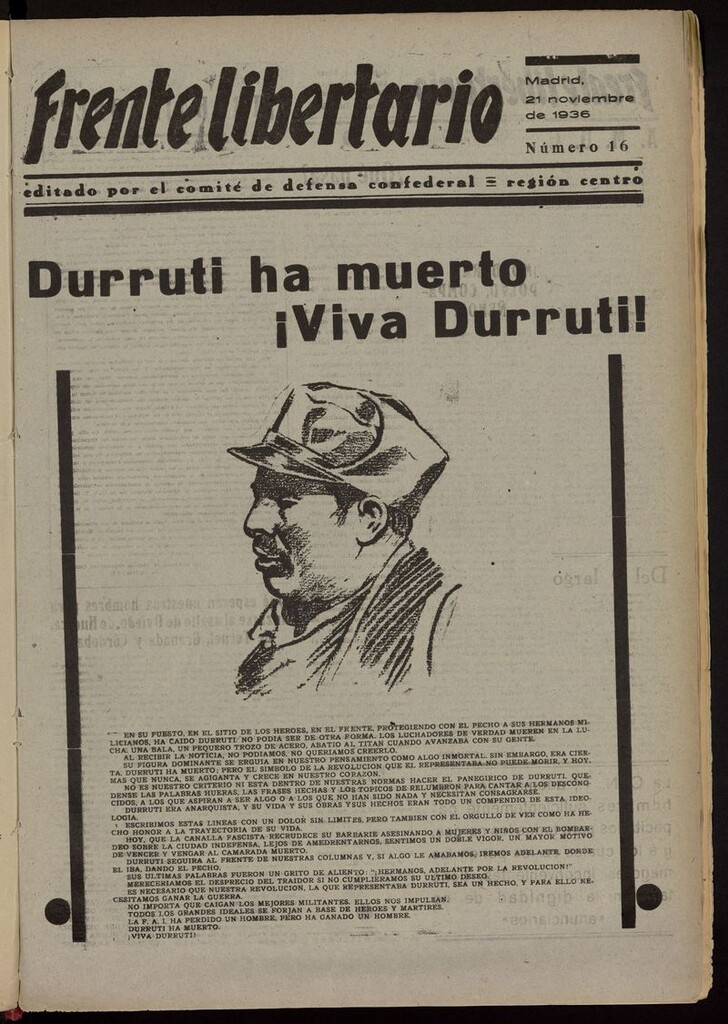 frente libertario
Madrid,
21 noviembre
de 1936
Número 16
editado por el comité de defensa confederal = región centro
Durruti ha muerto
¡Viva Durruti!
EN SU PUESTO, EN EL SITIO DE LOS HEROES, EN EL FRENTE, PROTEGIENDO CON EL PECHO A SUS HERMANOS MI-
LICIANOS, HA CAIDO DURRUTI. NO PODIA SER DE OTRA FORMA. LOS LUCHADORES DE VERDAD MUEREN EN LA LU-
CHA. UNA BALA, UN PEQUEÑO TROZO DE ACERO, ABATIO AL TITAN CUANDO AVANZABA CON SU GENTE.
AL RECIBIR LA NOTICIA, NO PODIAMOS, NO QUERIAMOS CREERLO.
SU FIGURA DOMINANTE SE ERGUIA EN NUESTRO PENSAMIENTO COMO ALGO INMORTAL. SIN EMBARGO, ERA CIER-
TA. DURRUTI HA MUERTO; PERO EL SIMBOLO DE LA REVOLUCION QUE EL REPRESENTABA NO PUEDE MORIR, Y HOY,
MAS QUE NUNCA, SE AGIGANTA Y CRECE EN NUESTRO CORAZON.
NO ES NUESTRO CRITERIO NI ESTA DENTRO DE NUESTRAS NORMAS HACER EL PANEGIRICO DE DURRUTI. QUE-
DENSE LAS PALABRAS HUERAS, LAS FRASES HECHAS Y LOS TOPICOS DE RELUMBRON PARA CANTAR A LOS DESCONO-
CIDOS, A LOS QUE ASPIRAN A SER ALGO O A LOS QUE NO HAN SIDO NADA Y NECESITAN CONSAGRARSE.
DURRUTI ERA ANARQUISTA, Y SU VIDA Y SUS OBRAS Y SUS HECHOS ERAN TODO UN COMPENDIO DE ESTA IDEO-
LOGIA.
ESCRIBIMOS ESTAS LINEAS CON UN DOLOR SIN LIMITES, PERO TAMBIEN CON EL ORGULLO DE VER COMO HA HE-
CHO HONOR A LA TRAYECTORIA DE SU VIDA.
HOY, QUE LA CANALLA FASCISTA RECRUDECE SU BARBARIE ASESINANDO A MUJERES Y NIÑOS CON EL BOMBAR-
DEO SOBRE LA CIUDAD INDEFENSA, LEJOS DE AMEDRENTARNOS, SENTIMOS UN DOBLE VIGOR, UN MAYOR MOTIVO
DE VENCER Y VENGAR AL CAMARADA MUERTO.
DURRUTI SEGUIRA AL FRENTE DE NUESTRAS COLUMNAS Y, SI ALGO LE AMABAMOS, IREMOS ADELANTE, DONDE
EL IBA, DANDO EL PECHO.
SUS ULTIMAS PALABRAS FUERON UN GRITO DE ALIENTO: "¡HERMANOS, ADELANTE POR LA REVOLUCION!"
MERECERIAMOS EL DESPRECIO DEL TRAIDOR SI NO CUMPLIERAMOS SU ULTIMO DESEO.
ES NECESARIO QUE NUESTRA REVOLUCION, LA QUE REPRESENTABA DURRUTI, SEA UN HECHO, Y PARA ELLO NE-
CESITAMOS GANAR LA GUERRA.
NO IMPORTA QUE CAIGAN LOS MEJORES MILITANTES. ELLOS NOS IMPULSAN.
TODOS LOS GRANDES IDEALES SE FORJAN A BASE DE HEROES Y MARTIRES.
LA F. A. I. HA PERDIDO UN HOMBRE, PERO HA GANADO UN HOMBRE.
DURRUTI HA MUERTO.
¡VIVA DURRUTI!